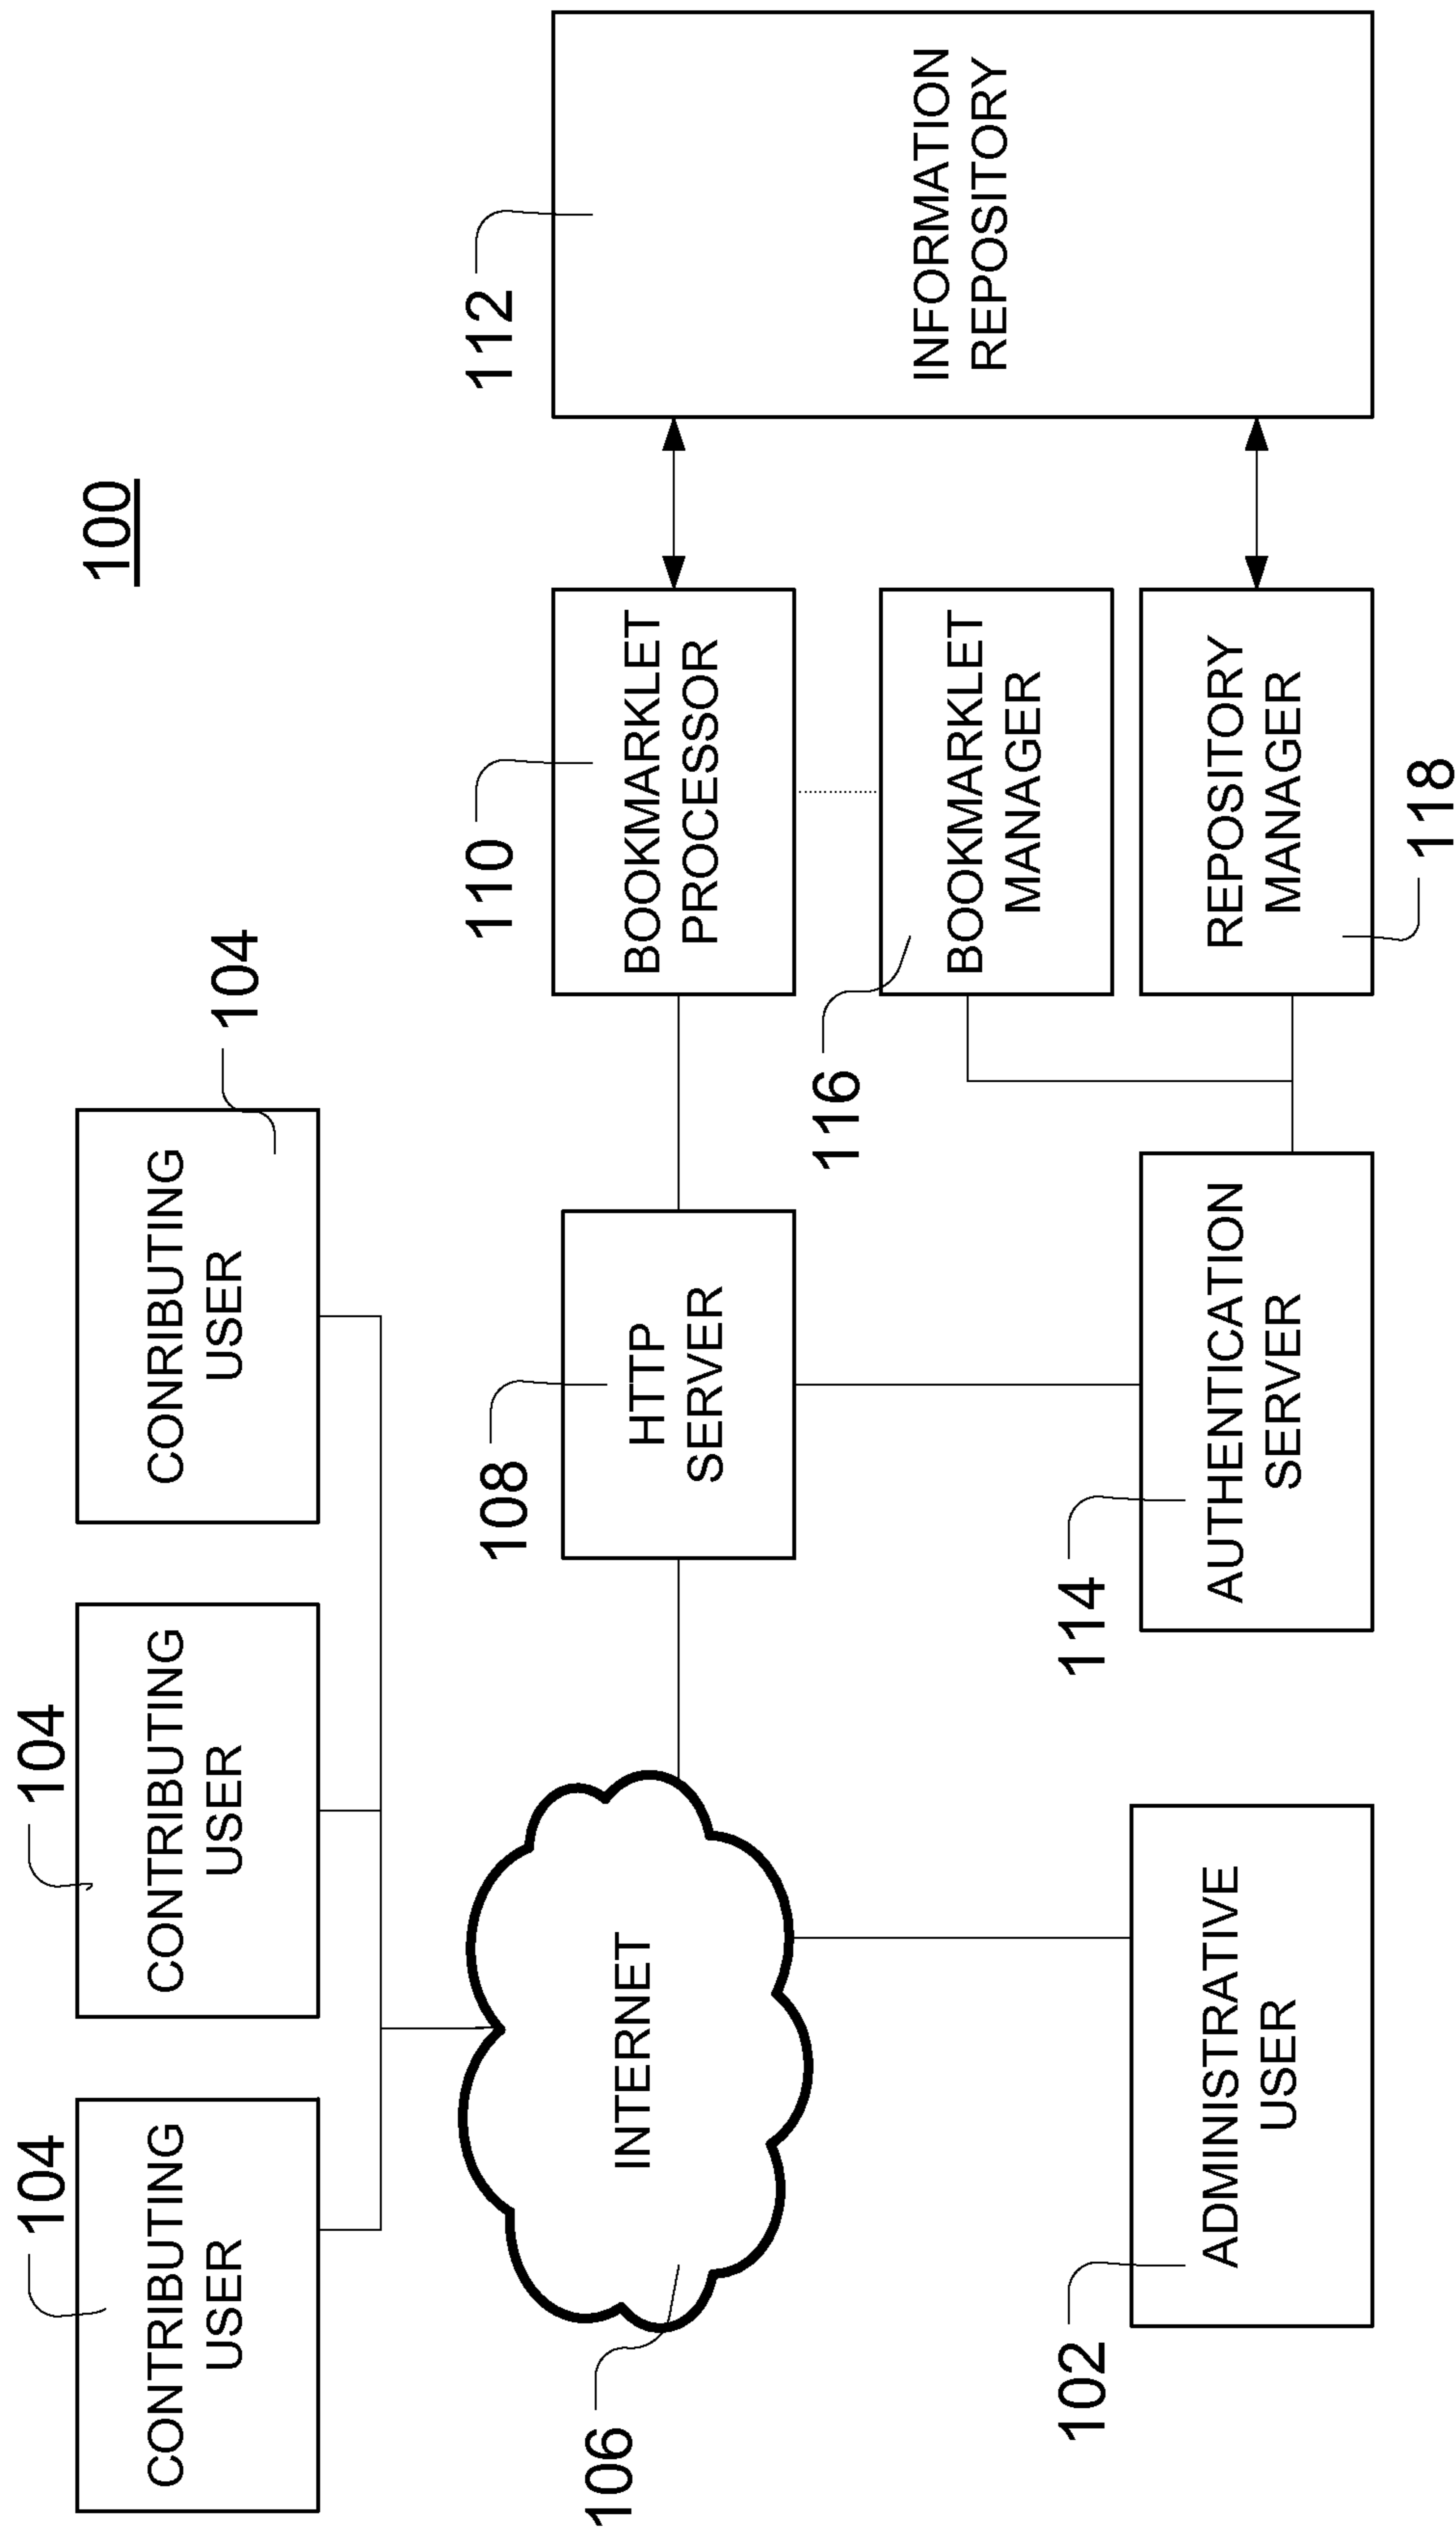 100
104
104
104
CONTRIBUTING
USER
CONTRIBUTING
USER
CONRIBUTING
USER
106
INTERNET
108
HTTP
SERVER
110
BOOKMARKLET
PROCESSOR
112
INFORMATION
REPOSITORY
116
BOOKMARKLET
MANAGER
102
ADMINISTRATIVE
USER
114
AUTHENTICATION
SERVER
REPOSITORY
MANAGER
118